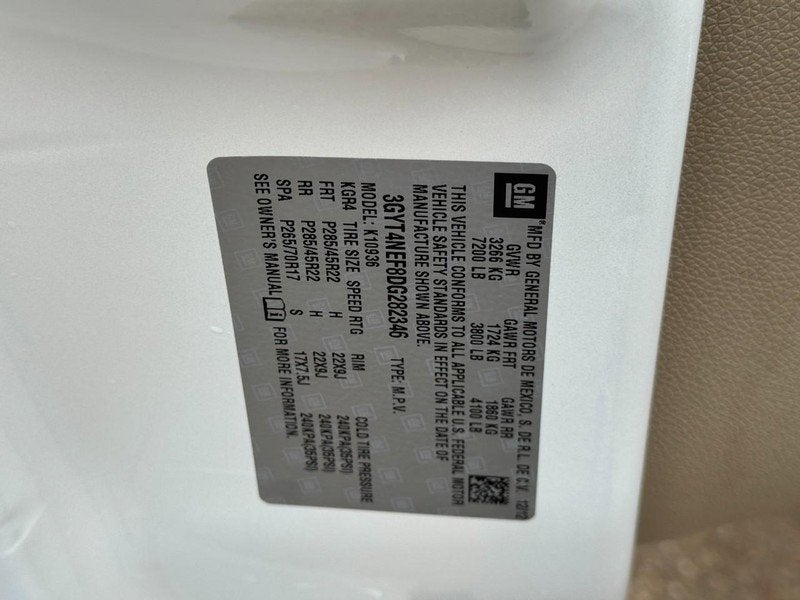 GM
® MFD BY GENERAL MOTORS DE MEXICO, S. DE R.L. DE C.V. 12/12
GVWR GAWR FRT GAWR RR
3266 KG 1724 KG 1860 KG
7200 LB 3800 LB 4100 LB
THIS VEHICLE CONFORMS TO ALL APPLICABLE U.S. FEDERAL MOTOR
VEHICLE SAFETY STANDARDS IN EFFECT ON THE DATE OF
MANUFACTURE SHOWN ABOVE.
3GYT4NEF8DG282346 TYPE: M.P.V.
MODEL: K10936
KGR4 TIRE SIZE SPEED RTG RIM COLD TIRE PRESSURE
FRT P285/45R22 H 22X9J 240KPA(35PSI)
RR P285/45R22 H 22X9J 240KPA(35PSI)
SPA P265/70R17 S 17X7.5J 240KPA(35PSI)
SEE OWNER'S MANUAL i FOR MORE INFORMATION.